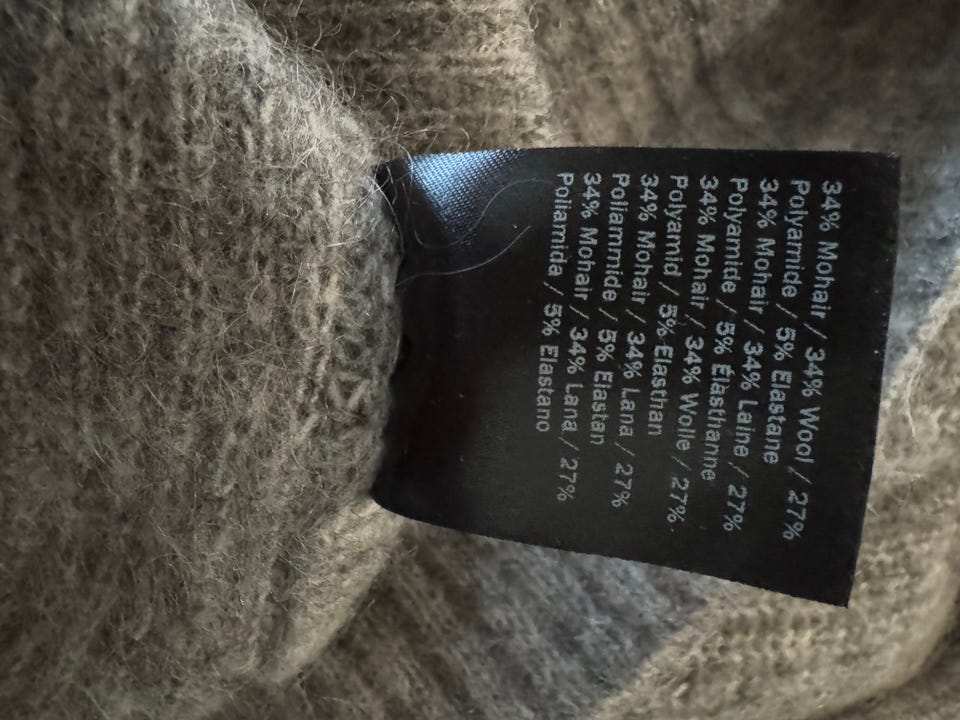 34% Mohair / 34% Wool / 27%
Polyamide / 5% Elastane
34% Mohair / 34% Laine / 27%
Polyamide / 5% Élasthanne
34% Mohair / 34% Wolle / 27%
Polyamid / 5% Elasthan
34% Mohair / 34% Lana / 27%
Poliammide / 5% Elastan
34% Mohair / 34% Lana / 27%
Poliamida / 5% Elastano